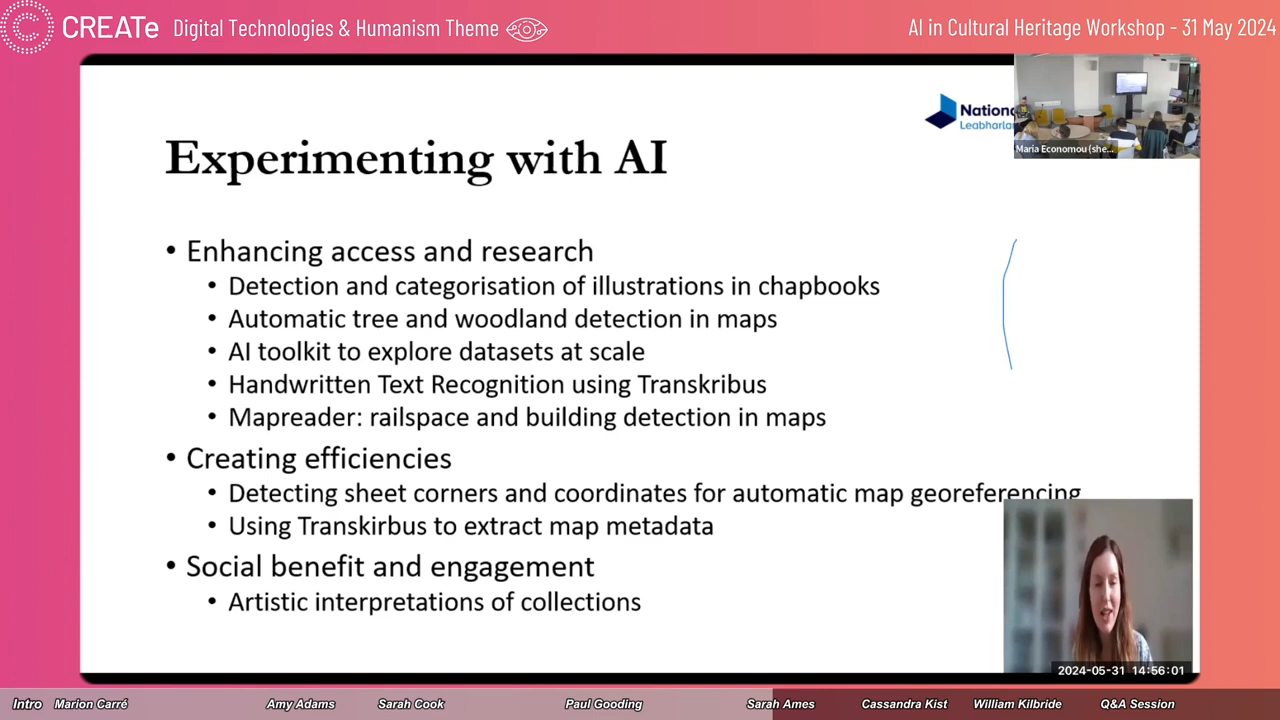 CREATe Digital Technologies & Humanism Theme
AI in Cultural Heritage Workshop - 31 May 2024
Maria Economou (she...
Experimenting with AI
• Enhancing access and research
• Detection and categorisation of illustrations in chapbooks
• Automatic tree and woodland detection in maps
• AI toolkit to explore datasets at scale
• Handwritten Text Recognition using Transkribus
• Mapreader: railspace and building detection in maps
• Creating efficiencies
• Detecting sheet corners and coordinates for automatic map georeferencing
• Using Transkirbus to extract map metadata
• Social benefit and engagement
• Artistic interpretations of collections
2024-05-31 14:56:01
Intro Marion Carré Amy Adams Sarah Cook Paul Gooding Sarah Ames Cassandra Kist William Kilbride Q&A Session